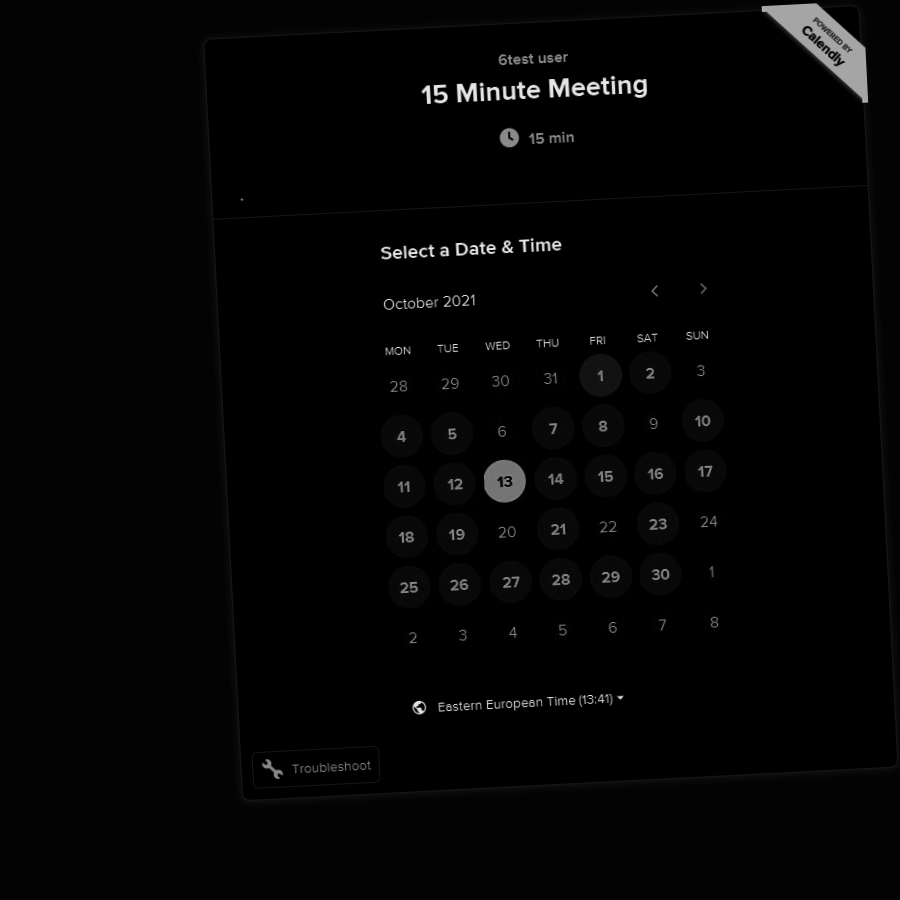 POWERED BY
Calendly
6test user
15 Minute Meeting
15 min
.
Select a Date & Time
October 2021
MON TUE WED THU FRI SAT SUN
28 29 30 31 1 2 3
4 5 6 7 8 9 10
11 12 13 14 15 16 17
18 19 20 21 22 23 24
25 26 27 28 29 30 1
2 3 4 5 6 7 8
Eastern European Time (13:41)
Troubleshoot